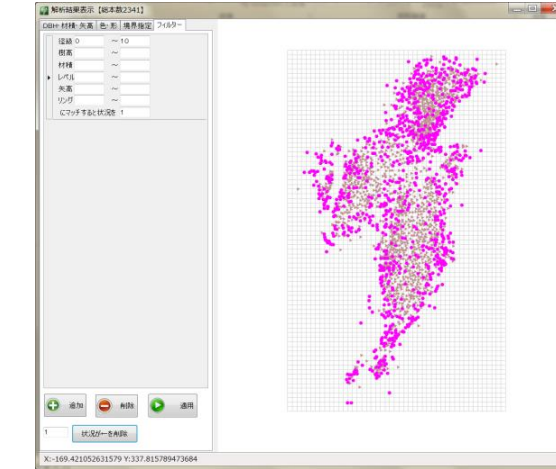 解析結果表示【総本数2341】
DBH・材積・矢高 色・形 境界指定 フィルター
径級 0 ～ 10
樹高 ～
材積 ～
レベル ～
矢高 ～
リング ～
にマッチすると状況を 1
追加 削除 適用
1 状況が一を削除
X:-169.421052631579 Y:337.815789473684